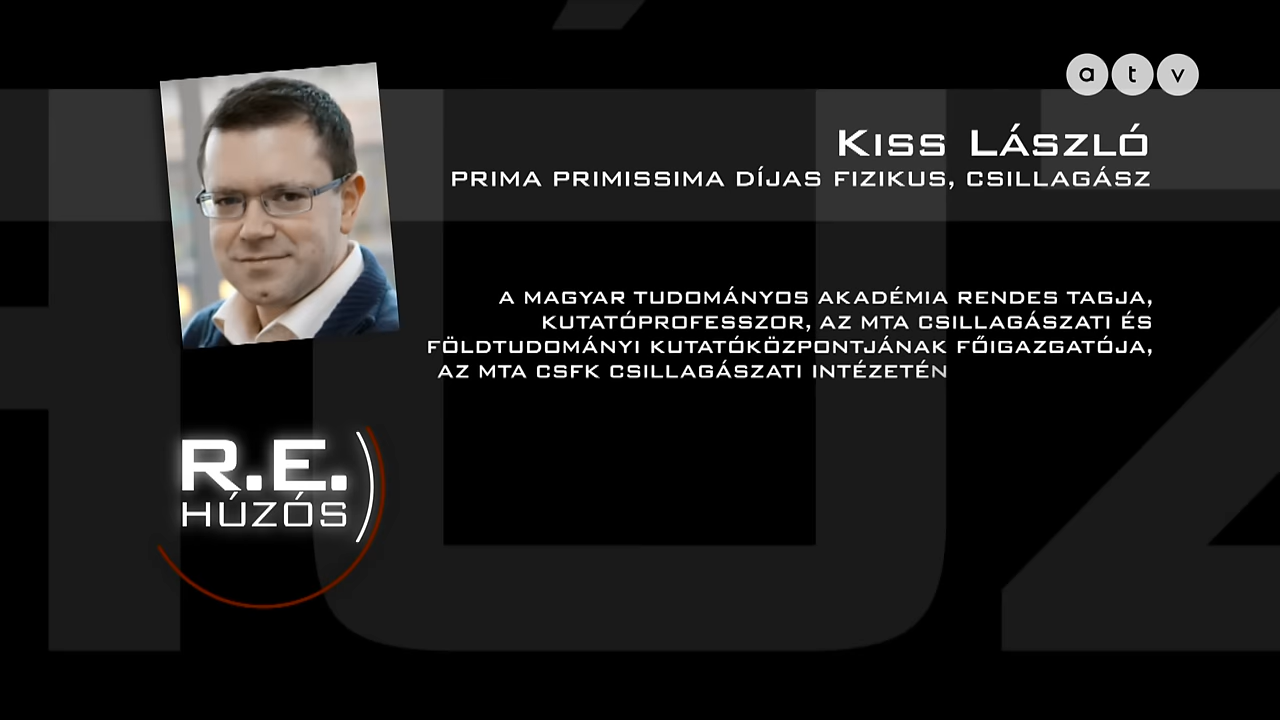 atv
Kiss László
PRIMA PRIMISSIMA DÍJAS FIZIKUS, CSILLAGÁSZ
A MAGYAR TUDOMÁNYOS AKADÉMIA RENDES TAGJA,
KUTATÓPROFESSZOR, AZ MTA CSILLAGÁSZATI ÉS
FÖLDTUDOMÁNYI KUTATÓKÖZPONTJÁNAK FŐIGAZGATÓJA,
AZ MTA CSFK CSILLAGÁSZATI INTÉZETÉN
R.E.
HÚZÓS